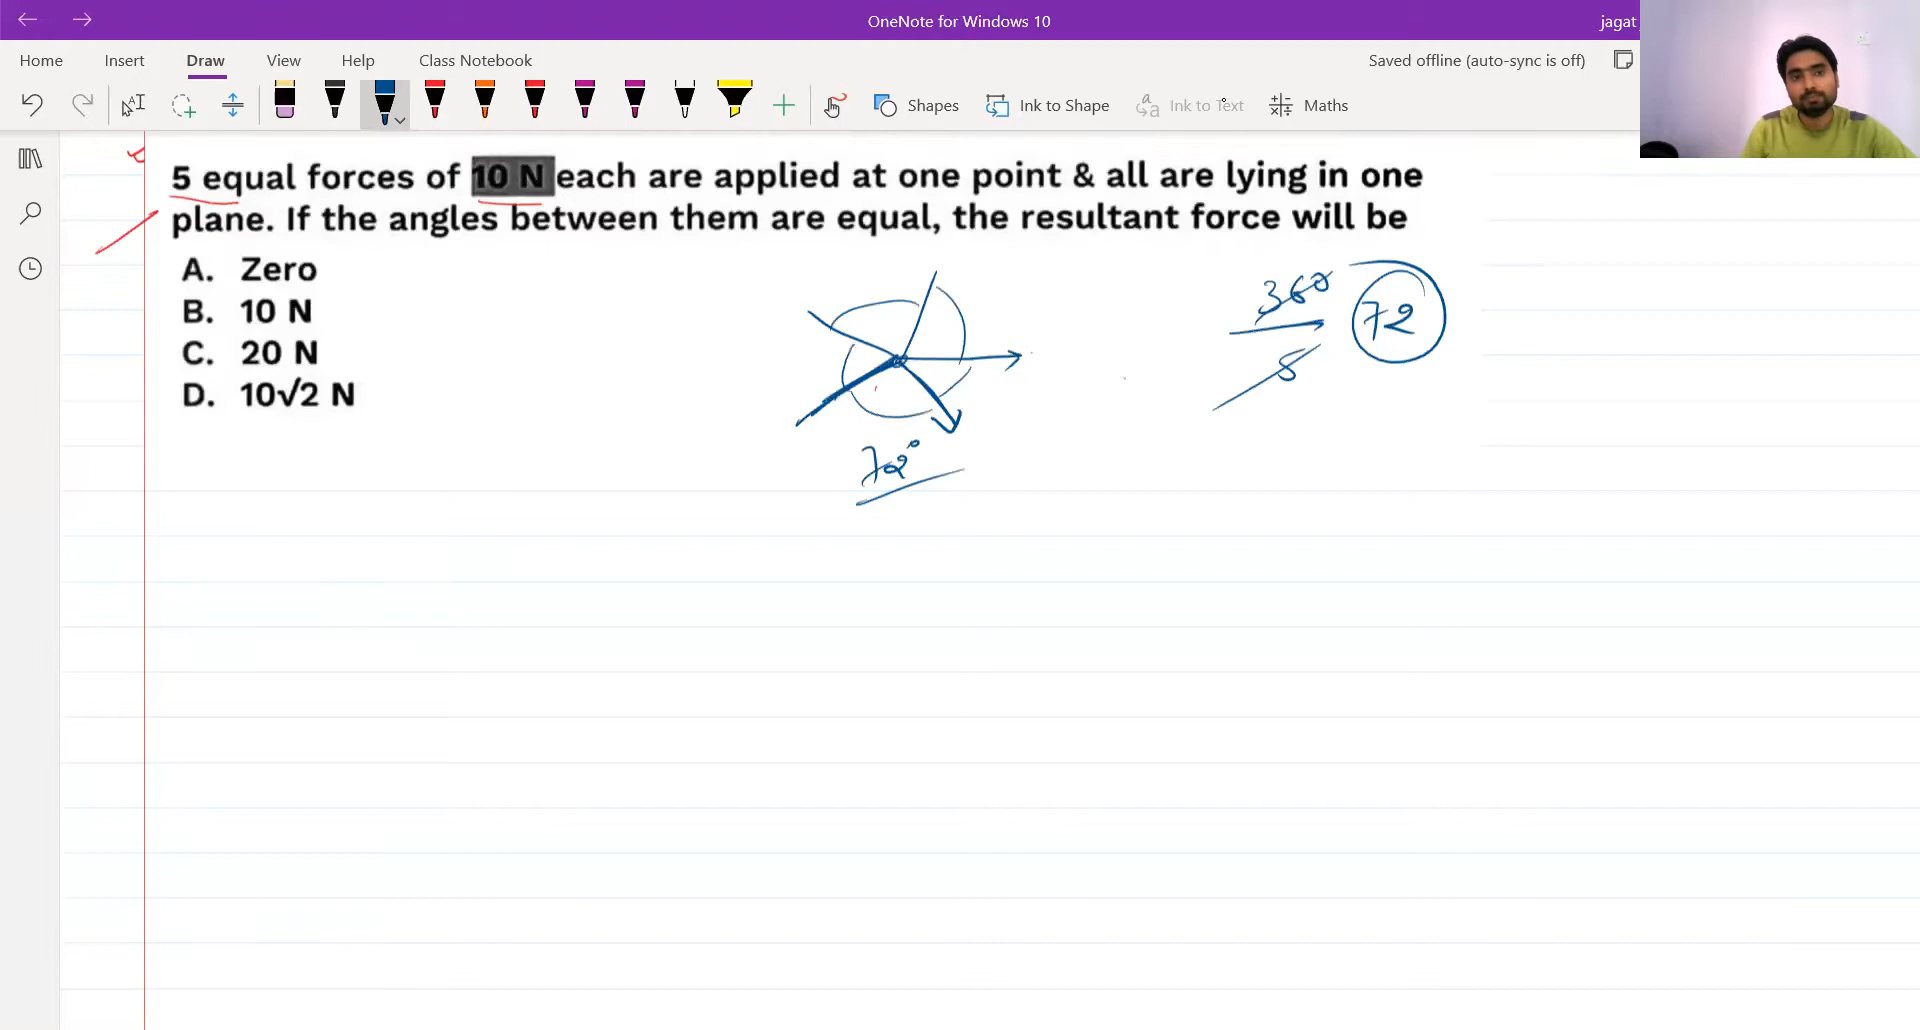 OneNote for Windows 10
jagat
Home Insert Draw View Help Class Notebook
Saved offline (auto-sync is off)
Shapes Ink to Shape Ink to Text Maths
5 equal forces of 10 N each are applied at one point & all are lying in one
plane. If the angles between them are equal, the resultant force will be
A. Zero
B. 10 N
C. 20 N
D. 10√2 N
360
5
72
72°